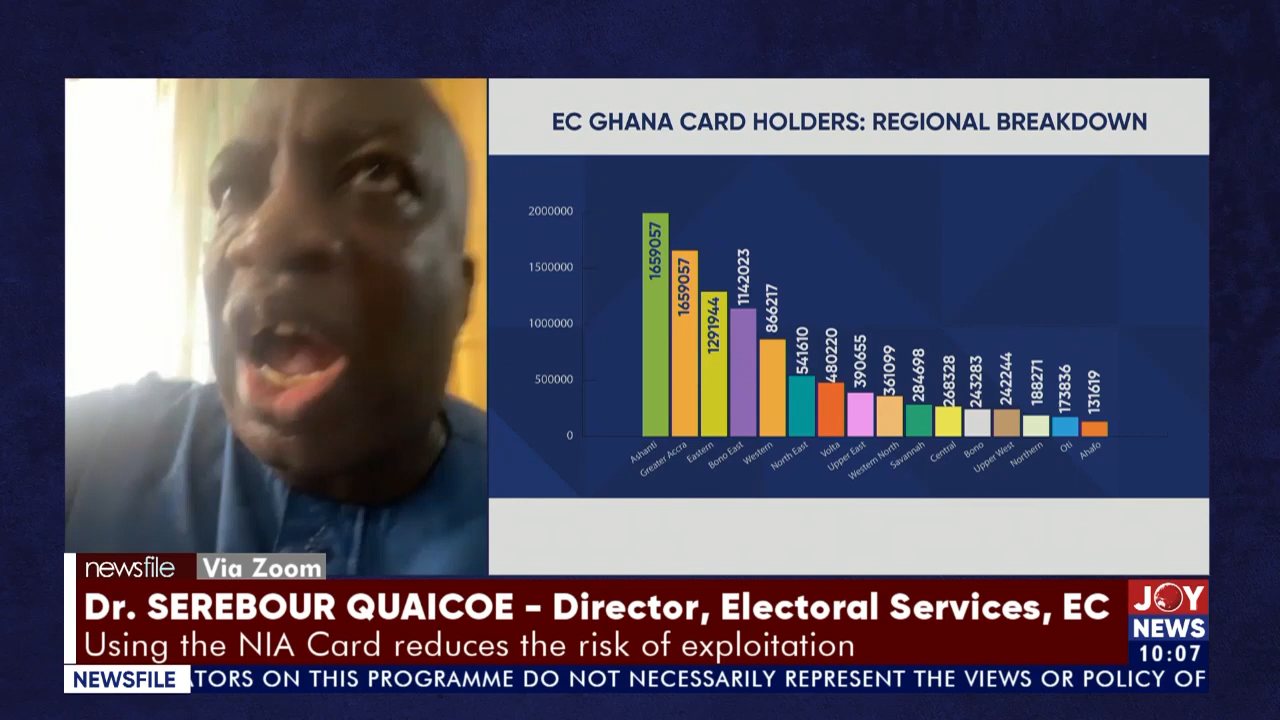 EC GHANA CARD HOLDERS: REGIONAL BREAKDOWN
2000000
1500000
1000000
500000
0
1659057
1659057
1291944
1142023
866217
541610
480220
390655
361099
284698
268328
243283
242244
188271
173836
131619
Ashanti
Greater Accra
Eastern
Bono East
Western
North East
Volta
Upper East
Western North
Savannah
Central
Bono
Upper West
Northern
Oti
Ahafo
newsfile Via Zoom
Dr. SEREBOUR QUAICOE - Director, Electoral Services, EC
Using the NIA Card reduces the risk of exploitation
JOY
NEWS
10:07
NEWSFILE ATORS ON THIS PROGRAMME DO NOT NECESSARILY REPRESENT THE VIEWS OR POLICY OF